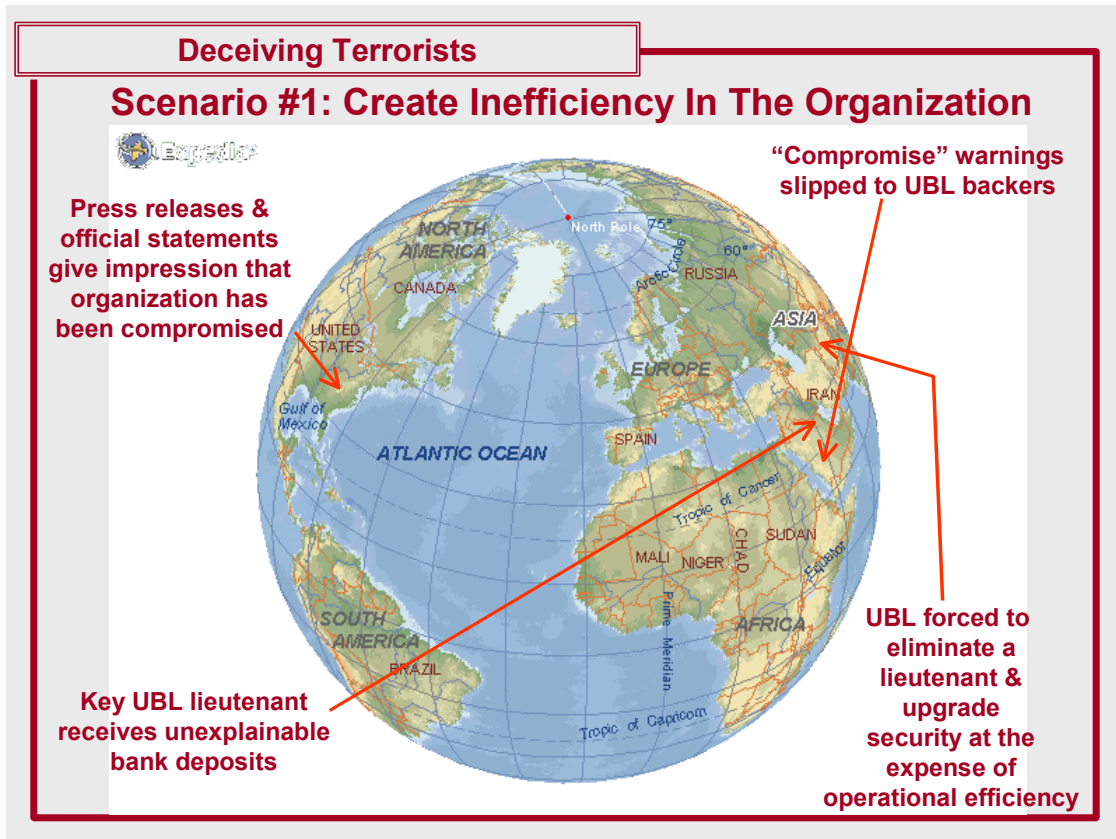 Deceiving Terrorists
Scenario #1: Create Inefficiency In The Organization
Expedia
Press releases &
official statements
give impression that
organization has
been compromised
“Compromise” warnings
slipped to UBL backers
North Pole
75°
60°
Arctic Circle
NORTH
AMERICA
CANADA
RUSSIA
UNITED
STATES
ASIA
EUROPE
IRAN
Gulf of
Mexico
SPAIN
ATLANTIC OCEAN
Tropic of Cancer
MALI
NIGER
CHAD
SUDAN
Equator
Prime Meridian
AFRICA
SOUTH
AMERICA
BRAZIL
Tropic of Capricorn
Key UBL lieutenant
receives unexplainable
bank deposits
UBL forced to
eliminate a
lieutenant &
upgrade
security at the
expense of
operational efficiency